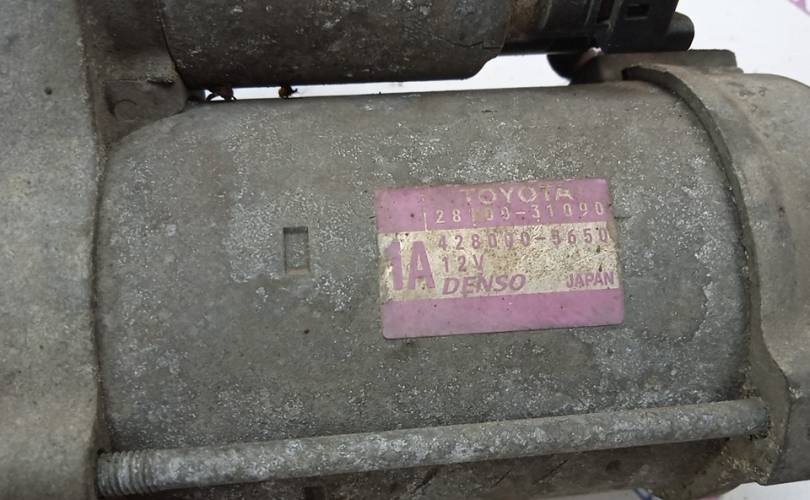 TOYOTA
28100-31090
428000-5650
1A
12V
DENSO JAPAN